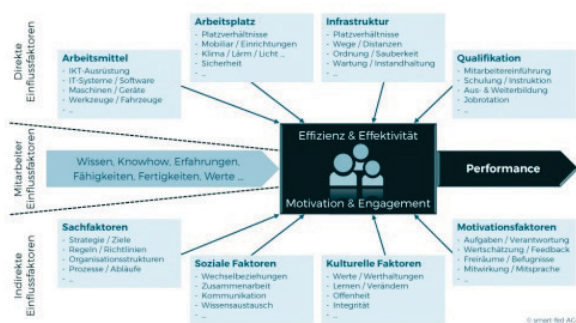 Direkte
Einflussfaktoren
Arbeitsmittel
- IKT-Ausrüstung
- IT-Systeme / Software
- Maschinen / Geräte
- Werkzeuge / Fahrzeuge
- ...
Arbeitsplatz
- Platzverhältnisse
- Mobiliar / Einrichtungen
- Klima / Lärm / Licht ...
- Sicherheit
- ...
Infrastruktur
- Platzverhältnisse
- Wege / Distanzen
- Ordnung / Sauberkeit
- Wartung / Instandhaltung
- ...
Qualifikation
- Mitarbeitereinführung
- Schulung / Instruktion
- Aus- & Weiterbildung
- Jobrotation
- ...
Mitarbeiter
Einflussfaktoren
Wissen, Knowhow, Erfahrungen,
Fähigkeiten, Fertigkeiten, Werte ...
Effizienz & Effektivität
Motivation & Engagement
Performance
Indirekte
Einflussfaktoren
Sachfaktoren
- Strategie / Ziele
- Regeln / Richtlinien
- Organisationsstrukturen
- Prozesse / Abläufe
- ...
Soziale Faktoren
- Wechselbeziehungen
- Zusammenarbeit
- Kommunikation
- Wissensaustausch
- ...
Kulturelle Faktoren
- Werte / Werthaltungen
- Lernen / Verändern
- Offenheit
- Integrität
- ...
Motivationsfaktoren
- Aufgaben / Verantwortung
- Wertschätzung / Feedback
- Freiräume / Befugnisse
- Mitwirkung / Mitsprache
- ...